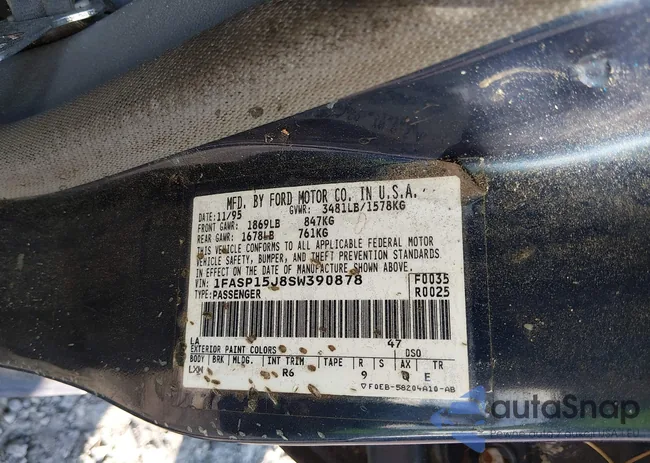 MFD. BY FORD MOTOR CO. IN U.S.A.
DATE: 11/95 GVWR: 3481LB/1578KG
FRONT GAWR: 1869LB 847KG
REAR GAWR: 1678LB 761KG
THIS VEHICLE CONFORMS TO ALL APPLICABLE FEDERAL MOTOR
VEHICLE SAFETY, BUMPER, AND THEFT PREVENTION STANDARDS
IN EFFECT ON THE DATE OF MANUFACTURE SHOWN ABOVE.
VIN: 1FASP15J8SW390878 F0035
TYPE: PASSENGER R0025
LA 47
EXTERIOR PAINT COLORS DSO
BODY BRK MLDG. INT TRIM TAPE R S AX TR
LXW R6 9 Q E
▽F0EB-58204A10-AB
autoSnap